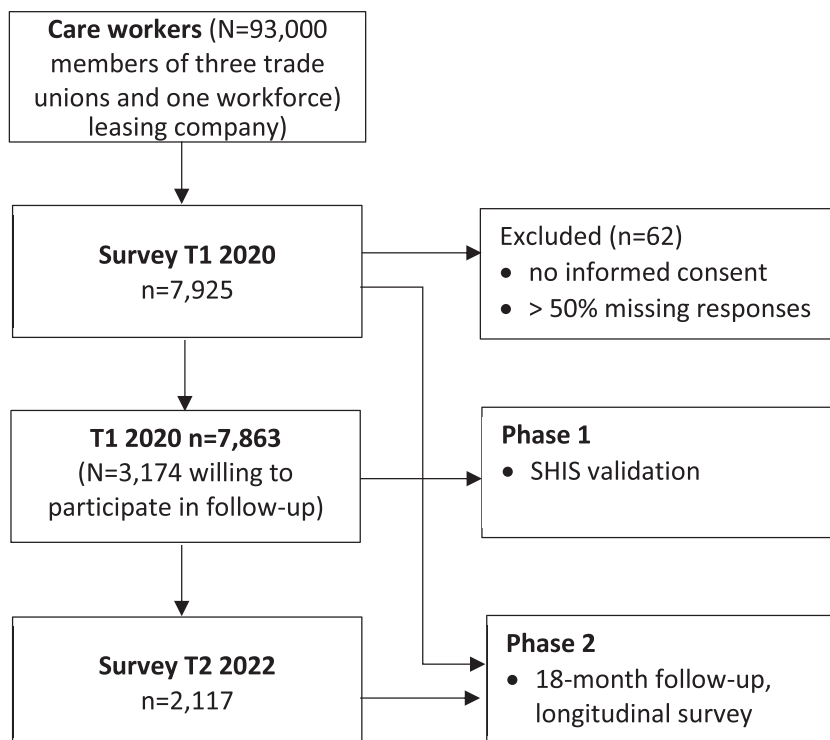 Care workers (N=93,000
members of three trade
unions and one workforce)
leasing company)
Survey T1 2020
n=7,925
Excluded (n=62)
• no informed consent
• > 50% missing responses
T1 2020 n=7,863
(N=3,174 willing to
participate in follow-up)
Phase 1
• SHIS validation
Survey T2 2022
n=2,117
Phase 2
• 18-month follow-up,
longitudinal survey